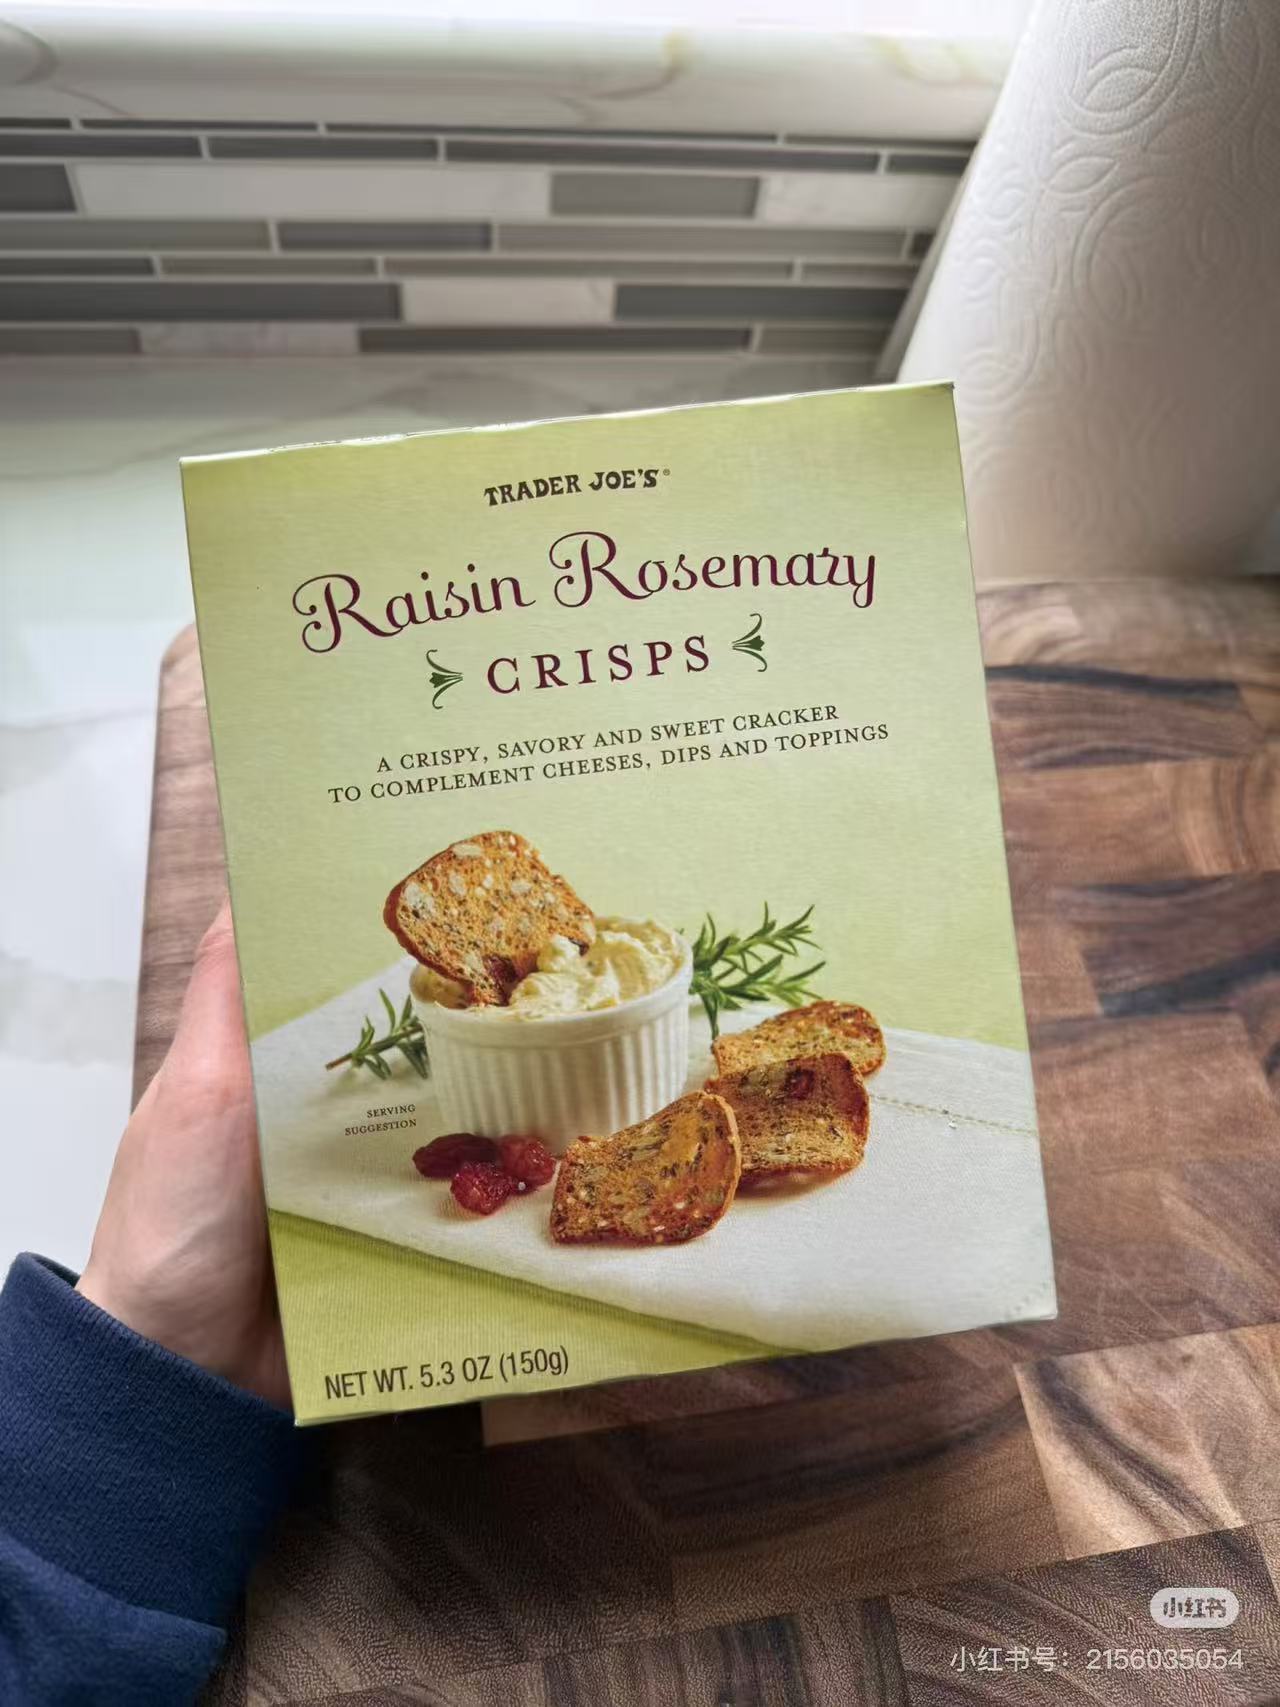 TRADER JOE'S®
Raisin Rosemary
CRISPS
A CRISPY, SAVORY AND SWEET CRACKER
TO COMPLEMENT CHEESES, DIPS AND TOPPINGS
SERVING
SUGGESTION
NET WT. 5.3 OZ (150g)
小红书
小红书号：2156035054